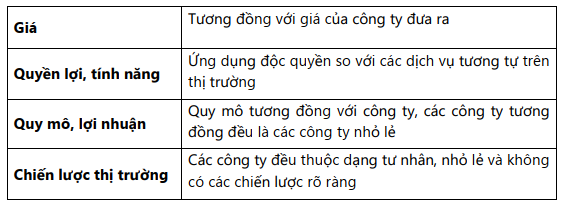 Giá
Tương đồng với giá của công ty đưa ra
Quyền lợi, tính năng
Ứng dụng độc quyền so với các dịch vụ tương tự trên
thị trường
Quy mô, lợi nhuận
Quy mô tương đồng với công ty, các công ty tương
đồng đều là các công ty nhỏ lẻ
Chiến lược thị trường
Các công ty đều thuộc dạng tư nhân, nhỏ lẻ và không
có các chiến lược rõ ràng